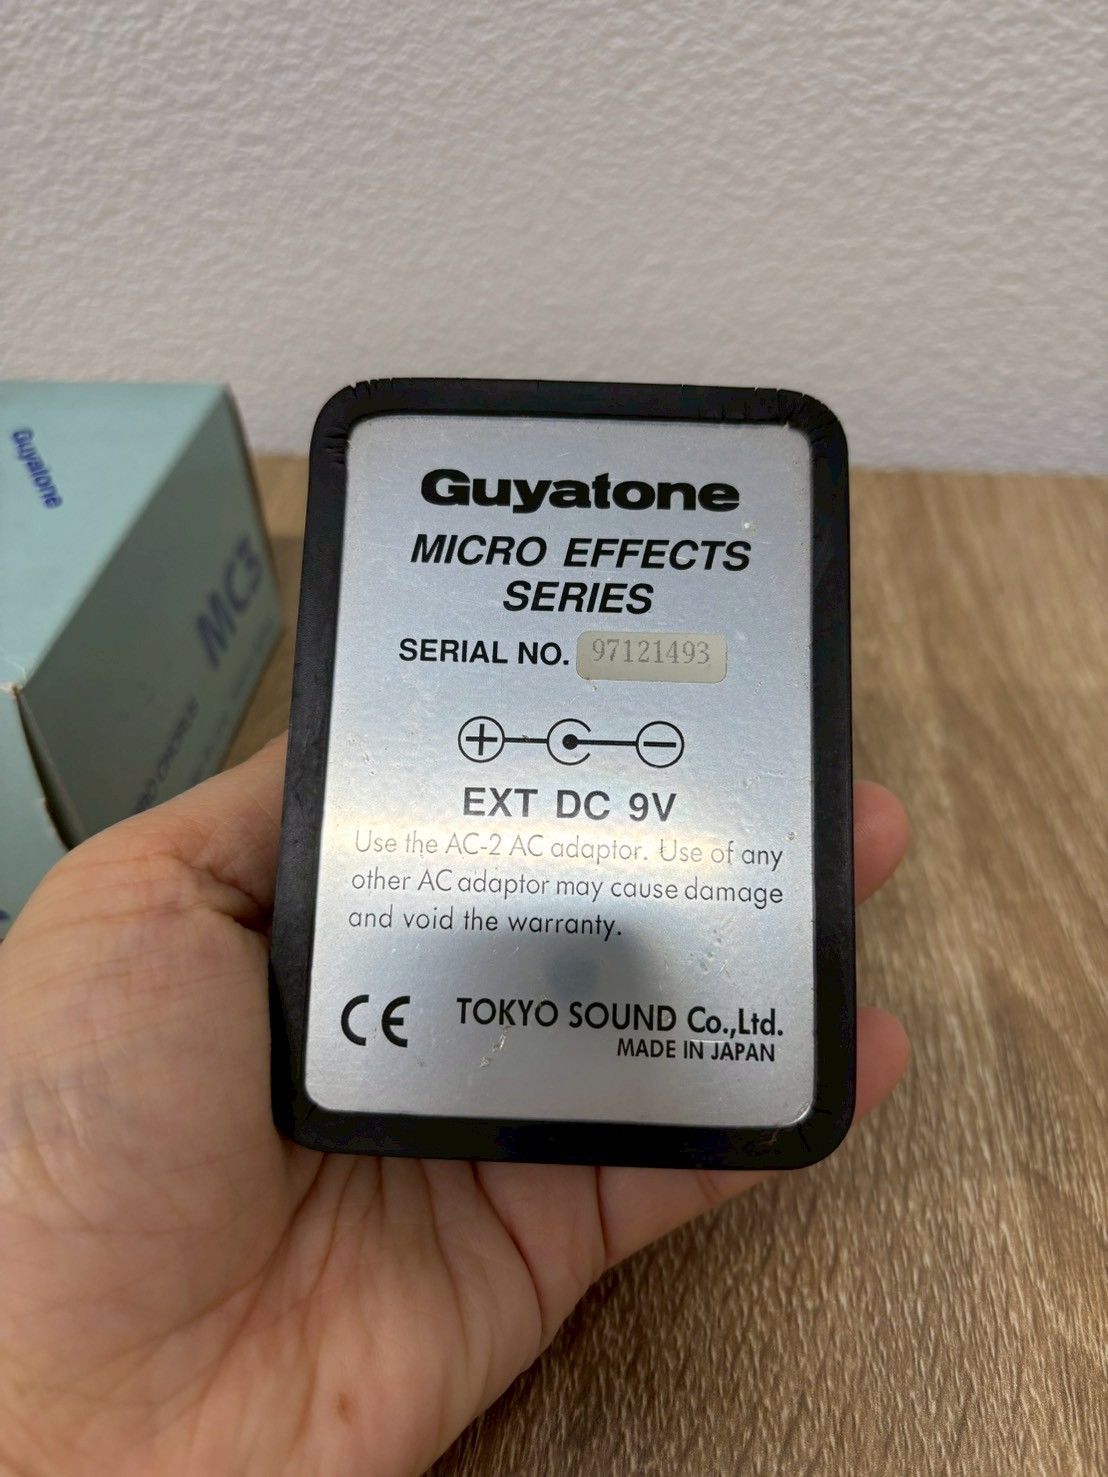 Guyatone
MC3
Guyatone
MICRO EFFECTS
SERIES
SERIAL NO. 97121493
EXT DC 9V
Use the AC-2 AC adaptor. Use of any
other AC adaptor may cause damage
and void the warranty.
CE TOKYO SOUND Co.,Ltd.
MADE IN JAPAN